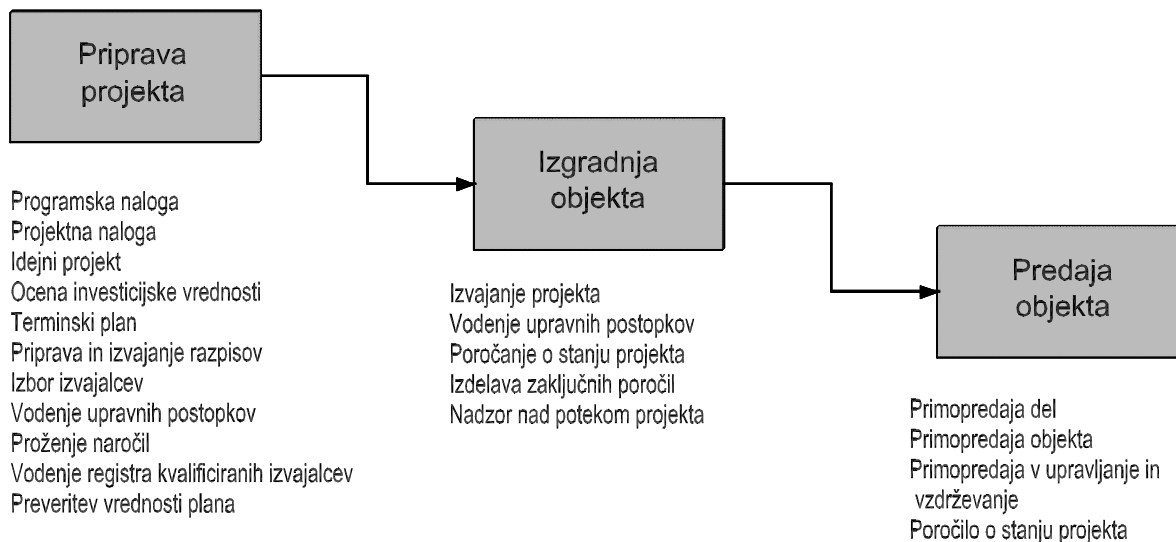 Priprava
projekta
Programska naloga
Projektna naloga
Idejni projekt
Ocena investicijske vrednosti
Terminski plan
Priprava in izvajanje razpisov
Izbor izvajalcev
Vodenje upravnih postopkov
Proženje naročil
Vodenje registra kvalificiranih izvajalcev
Preveritev vrednosti plana
Izgradnja
objekta
Izvajanje projekta
Vodenje upravnih postopkov
Poročanje o stanju projekta
Izdelava zaključnih poročil
Nadzor nad potekom projekta
Predaja
objekta
Primopredaja del
Primopredaja objekta
Primopredaja v upravljanje in
vzdrževanje
Poročilo o stanju projekta